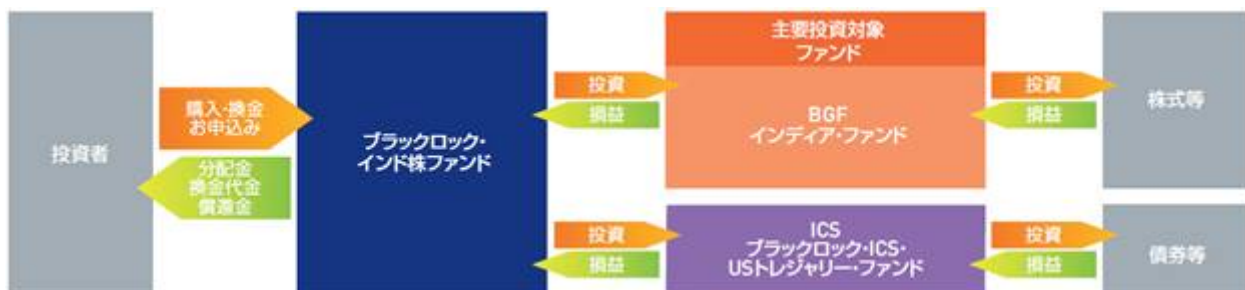 投資者
購入・換金
お申込み
分配金
換金代金
償還金
ブラックロック・
インド株ファンド
投資
損益
主要投資対象
ファンド
BGF
インディア・ファンド
投資
損益
株式等
投資
損益
ICS
ブラックロック・ICS・
USトレジャリー・ファンド
投資
損益
債券等